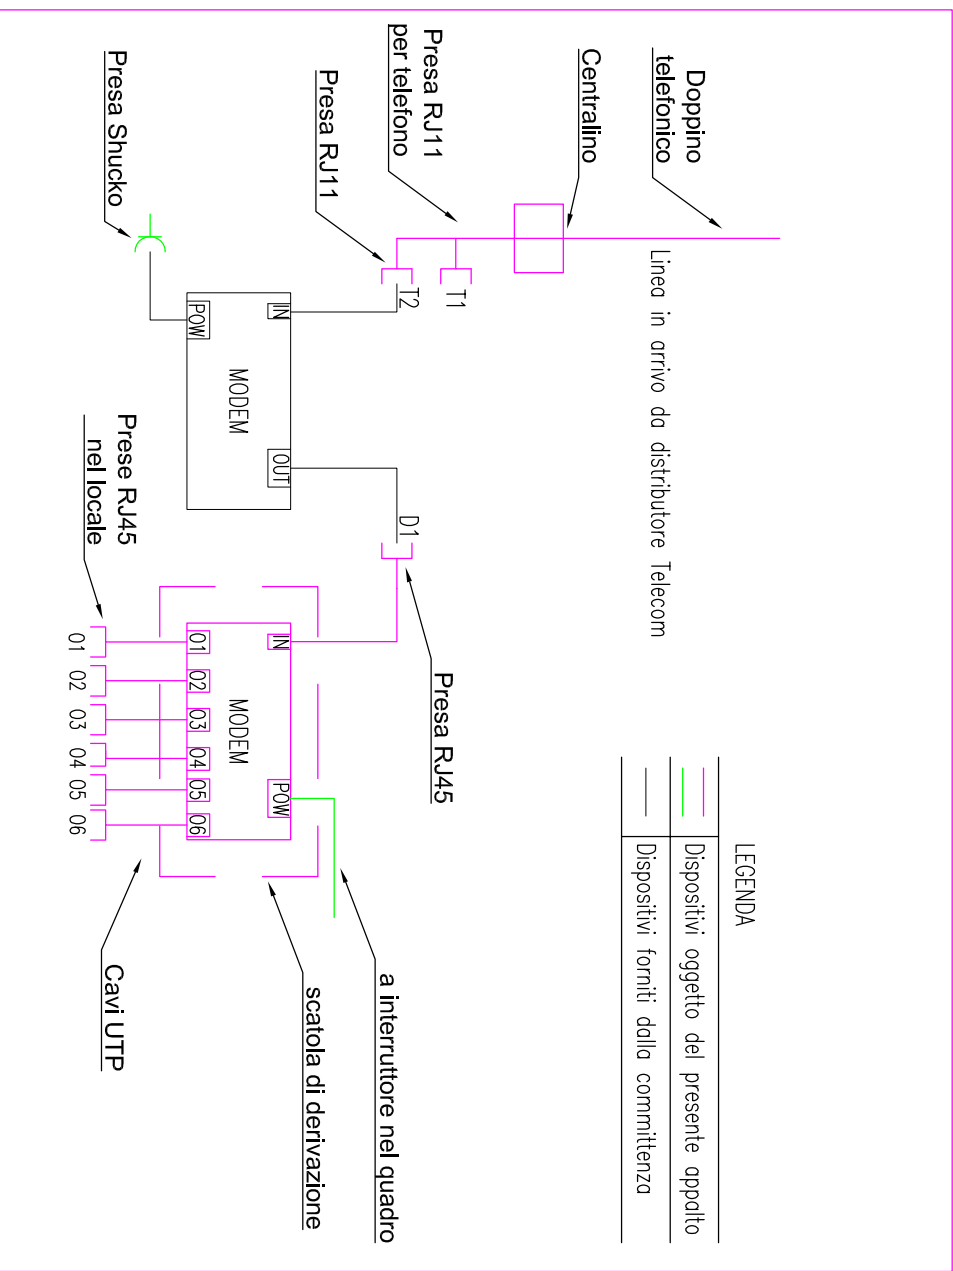 LEGENDA
Dispositivi oggetto del presente appalto
Dispositivi forniti dalla committenza
Doppino
telefonico
Linea in arrivo da distributore Telecom
Centralino
Presa RJ11
per telefono
T1
T2
Presa RJ11
D1
Presa RJ45
a interruttore nel quadro
scatola di derivazione
IN
OUT
MODEM
POW
Presa Shucko
IN
POW
MODEM
01 02 03 04 05 06
Prese RJ45
nel locale
01 02 03 04 05 06
Cavi UTP